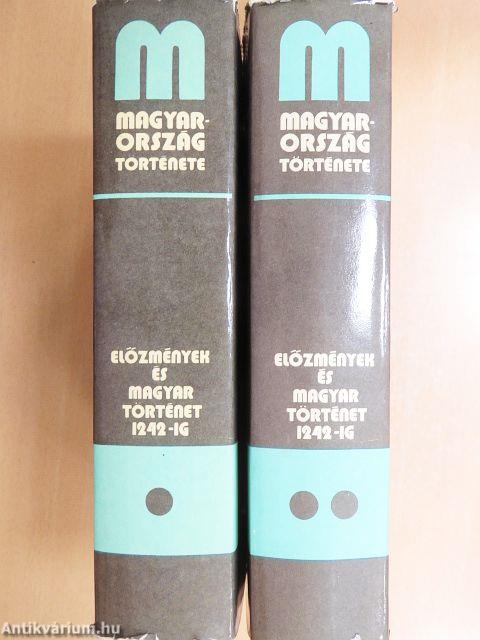 M
MAGYAR-
ORSZÁG
TÖRTÉNETE
ELŐZMÉNYEK
ÉS
MAGYAR
TÖRTÉNET
1242-IG
M
MAGYAR-
ORSZÁG
TÖRTÉNETE
ELŐZMÉNYEK
ÉS
MAGYAR
TÖRTÉNET
1242-IG
Antikvárium.hu